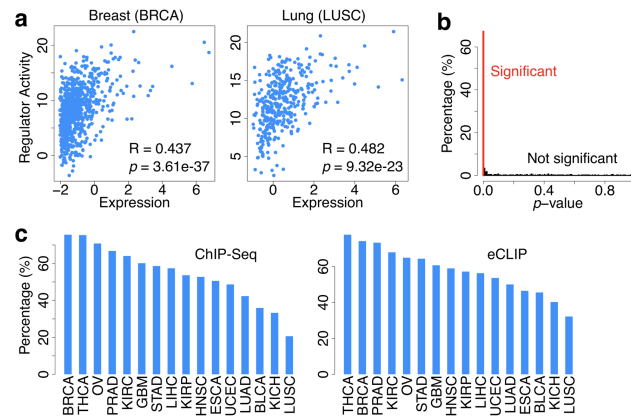 a
Breast (BRCA)
Lung (LUSC)
b
Regulator Activity
20
10
0
R = 0.437
p = 3.61e-37
−2 0 2 4 6
Expression
20
15
10
5
R = 0.482
p = 9.32e-23
0 2 4 6
Expression
Percentage (%)
60
40
20
0
Significant
Not significant
0.0 0.4 0.8
p–value
c
ChIP-Seq
Percentage (%)
60
40
20
0
BRCA
THCA
OV
PRAD
KIRC
GBM
STAD
LIHC
KIRP
HNSC
ESCA
UCEC
LUAD
BLCA
KICH
LUSC
eCLIP
60
40
20
0
THCA
BRCA
PRAD
KIRC
OV
STAD
GBM
HNSC
KIRP
LIHC
UCEC
LUAD
ESCA
BLCA
KICH
LUSC